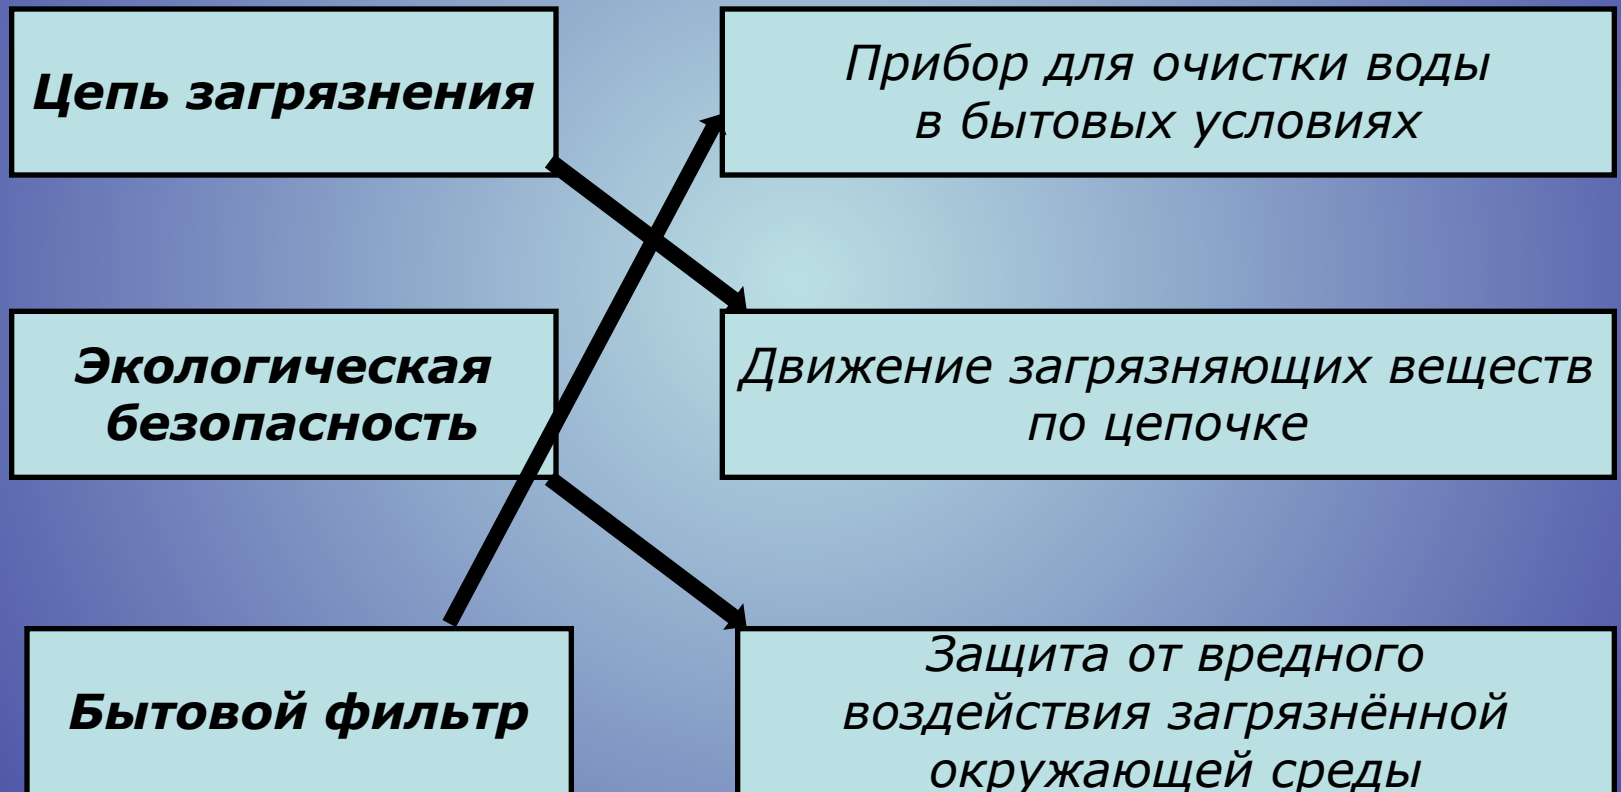 Цепь загрязнения
Прибор для очистки воды
в бытовых условиях
Экологическая
безопасность
Движение загрязняющих веществ
по цепочке
Бытовой фильтр
Защита от вредного
воздействия загрязнённой
окружающей среды